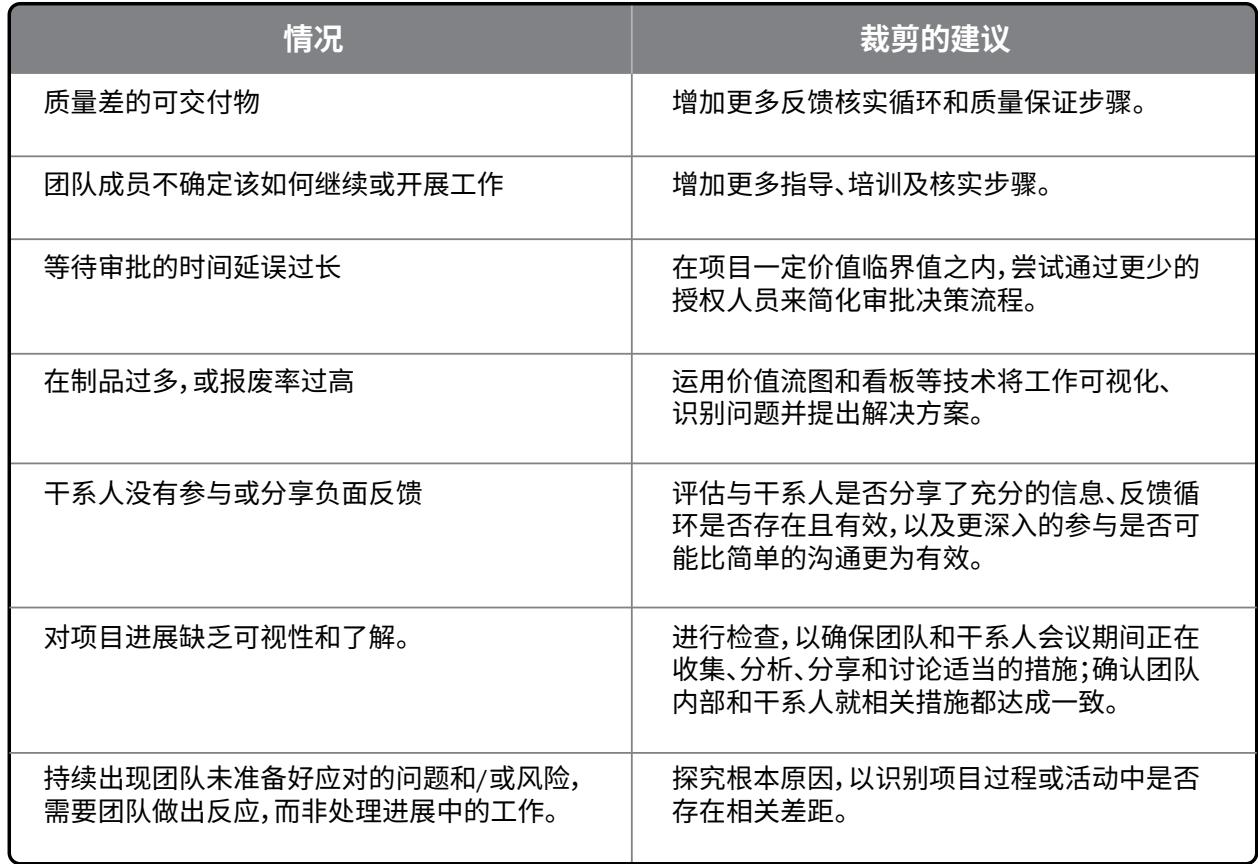 情况
裁剪的建议
质量差的可交付物
增加更多反馈核实循环和质量保证步骤。
团队成员不确定该如何继续或开展工作
增加更多指导、培训及核实步骤。
等待审批的时间延误过长
在项目一定价值临界值之内，尝试通过更少的
授权人员来简化审批决策流程。
在制品过多，或报废率过高
运用价值流图和看板等技术将工作可视化、
识别问题并提出解决方案。
干系人没有参与或分享负面反馈
评估与干系人是否分享了充分的信息、反馈循
环是否存在且有效，以及更深入的参与是否可
能比简单的沟通更为有效。
对项目进展缺乏可视性和了解。
进行检查，以确保团队和干系人会议期间正在
收集、分析、分享和讨论适当的措施；确认团队
内部和干系人就相关措施都达成一致。
持续出现团队未准备好应对的问题和/或风险，
需要团队做出反应，而非处理进展中的工作。
探究根本原因，以识别项目过程或活动中是否
存在相关差距。